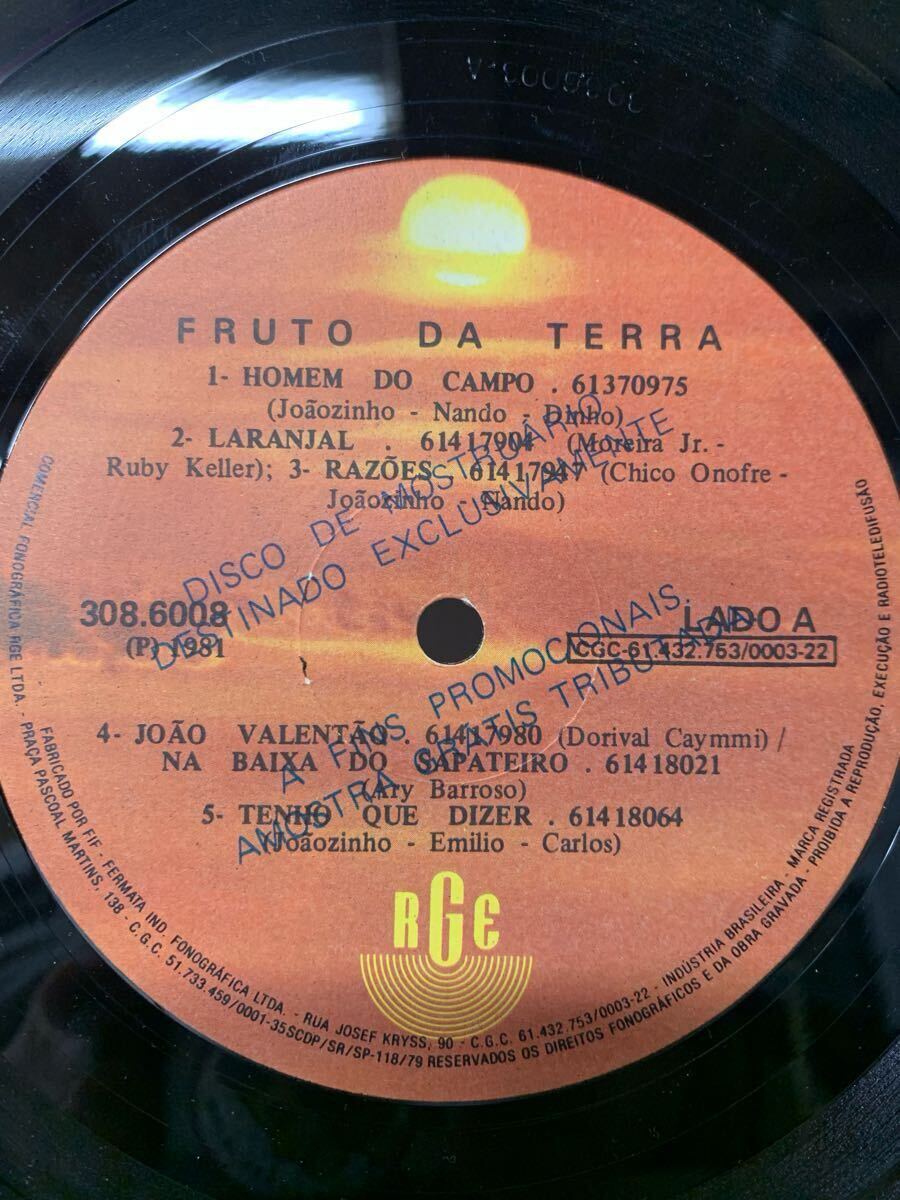 FRUTO DA TERRA
1- HOMEM DO CAMPO . 61370975
(Joãozinho - Nando - Dinho)
2- LARANJAL . 61417904 (Moreira Jr. -
Ruby Keller); 3- RAZÕES . 61417947 (Chico Onofre -
Joãozinho - Nando)
308.6008
(P) 1981
LADO A
CGC-61.432.753/0003-22
4- JOÃO VALENTÃO . 61417980 (Dorival Caymmi) /
NA BAIXA DO SAPATEIRO . 61418021
(Ary Barroso)
5- TENHO QUE DIZER . 61418064
(Joãozinho - Emilio - Carlos)
DISCO DE MOSTRUÁRIO
DESTINADO EXCLUSIVAMENTE
A FINS PROMOCIONAIS.
AMOSTRA GRÁTIS TRIBUTADA
RGE
COMERCIAL FONOGRÁFICA RGE LTDA. - PRAÇA PASCOAL MARTINS, 138 - C.G.C. 51.733.459/0001-35 SCDP/SR/SP-118/79 RESERVADOS OS DIREITOS FONOGRÁFICOS E DA OBRA GRAVADA - PROIBIDA A REPRODUÇÃO, EXECUÇÃO E RADIOTELEDIFUSÃO
FABRICADO POR FIF - FERMATA IND. FONOGRÁFICA LTDA. - RUA JOSEF KRYSS, 90 - C.G.C. 61.432.753/0003-22 - INDÚSTRIA BRASILEIRA - MARCA REGISTRADA